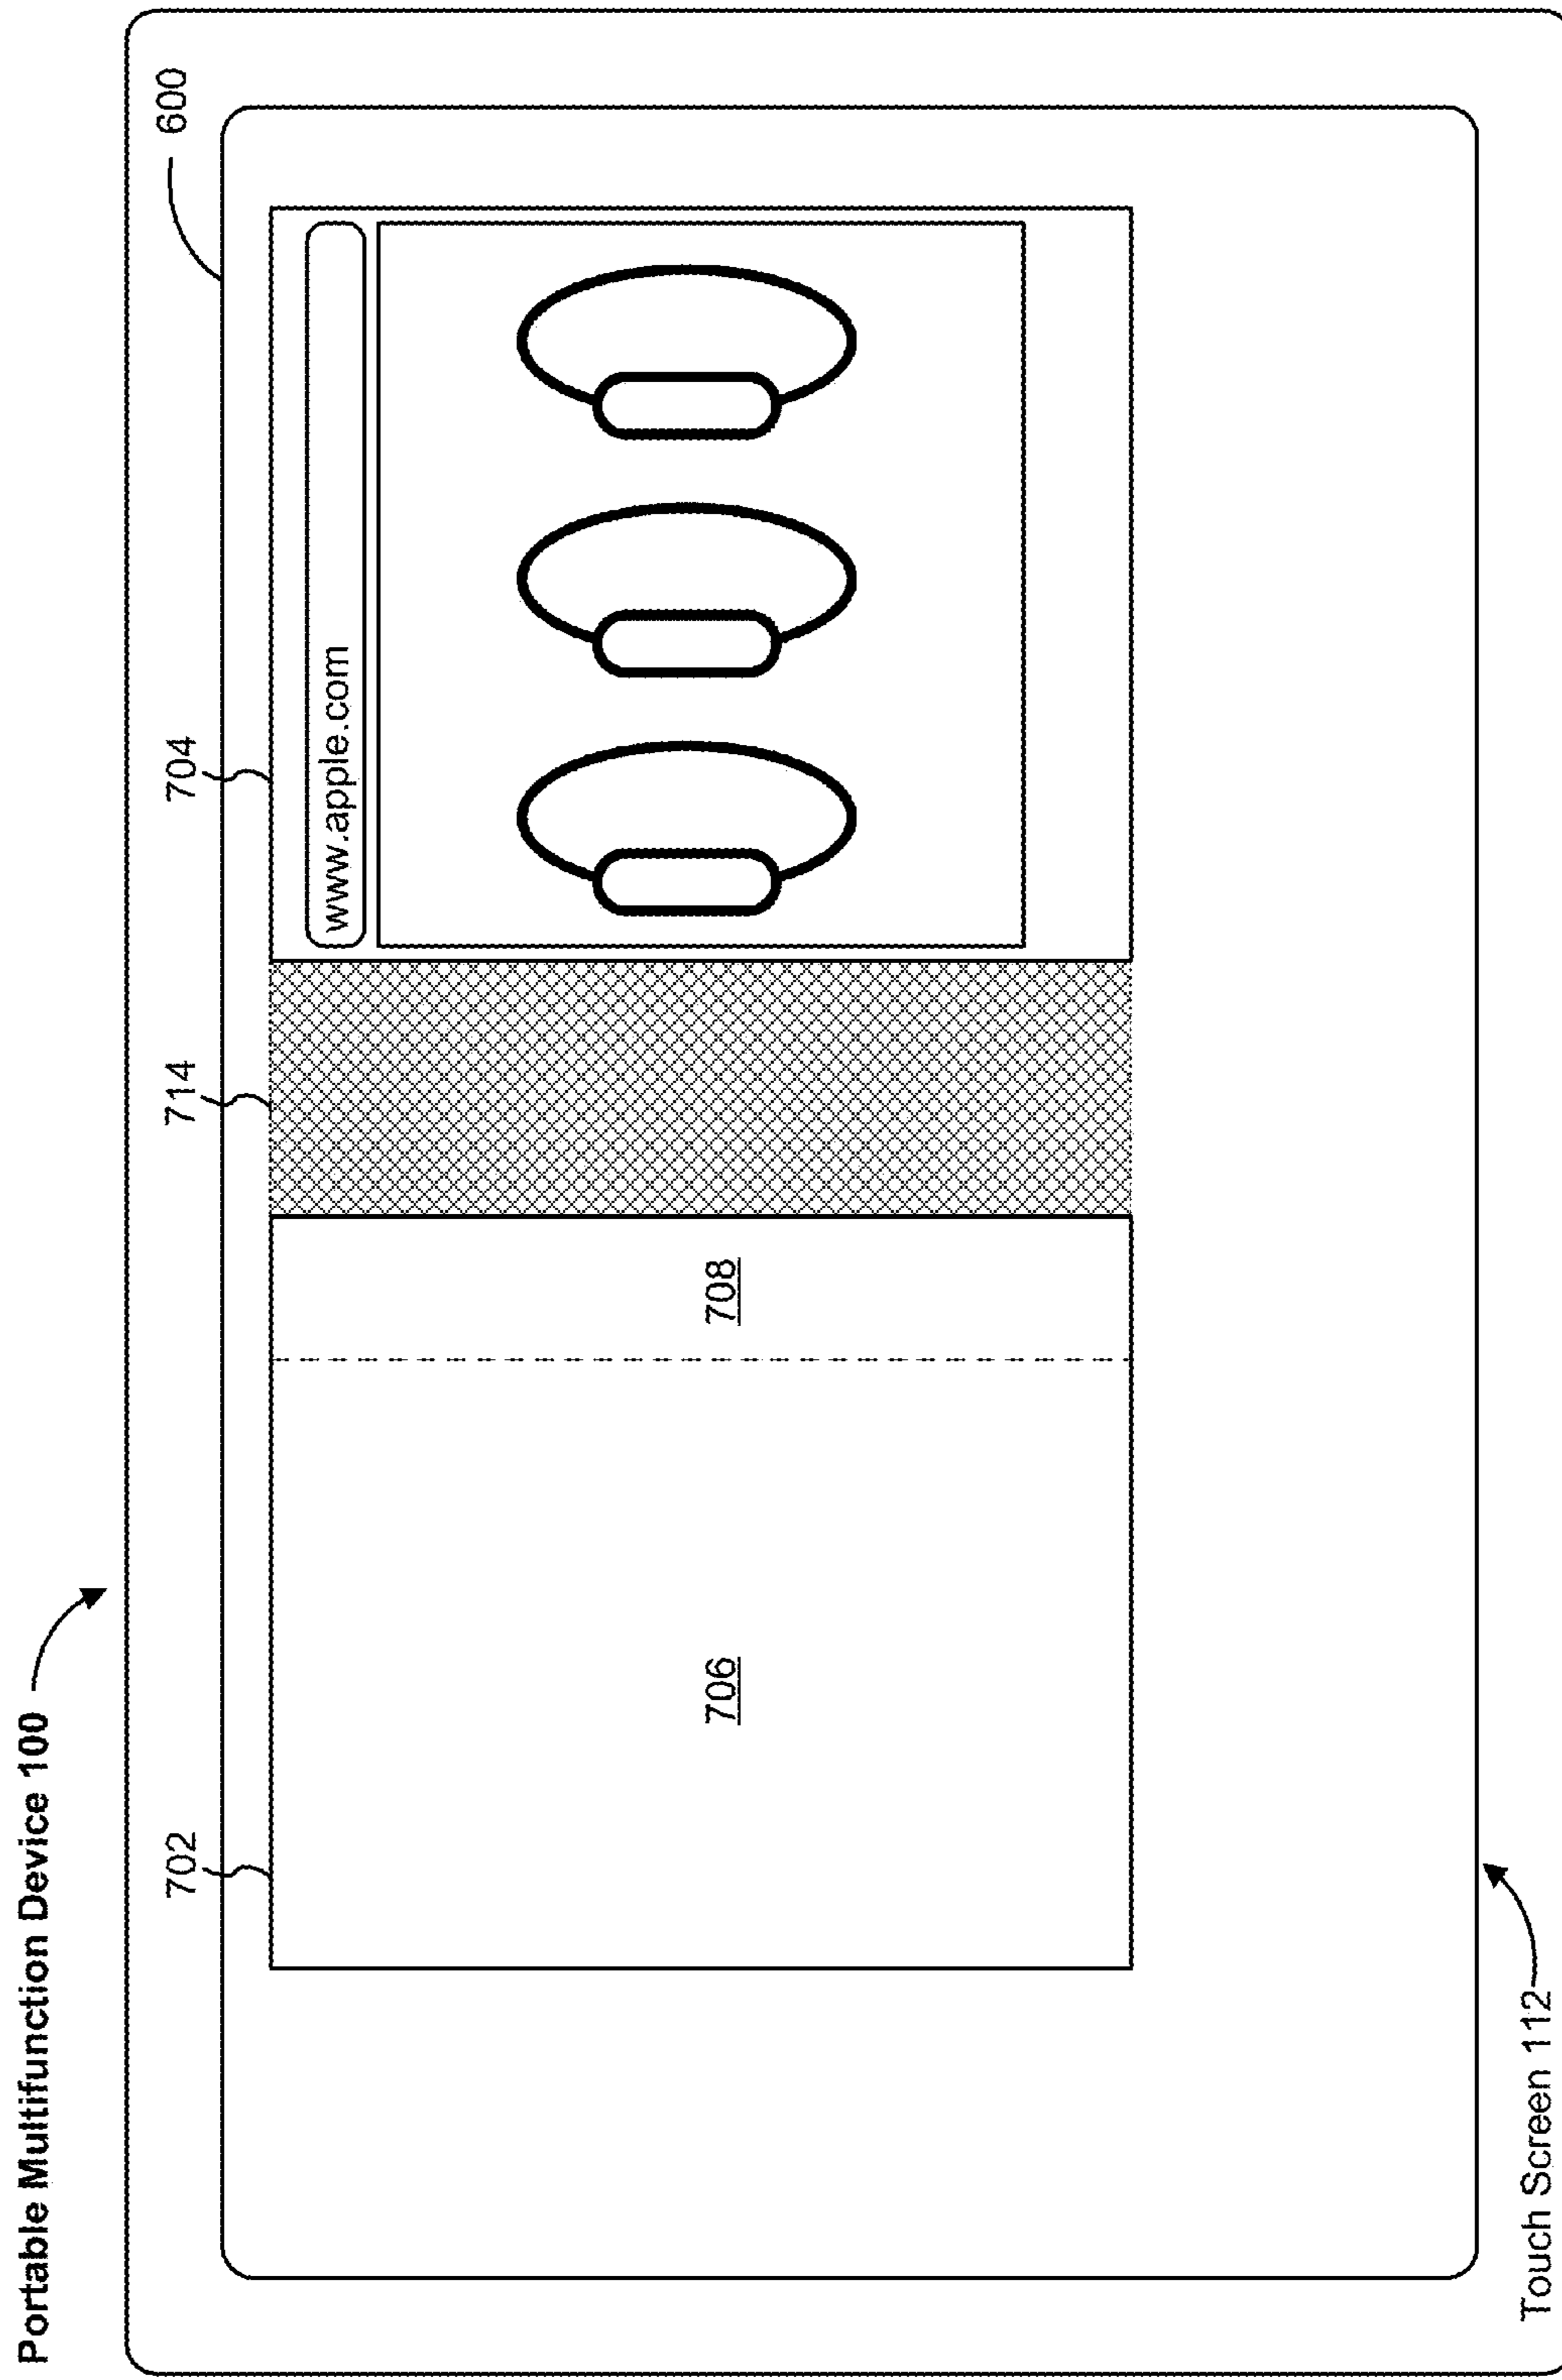 Portable Multifunction Device 100
600
702
714
704
www.apple.com
706
708
Touch Screen 112